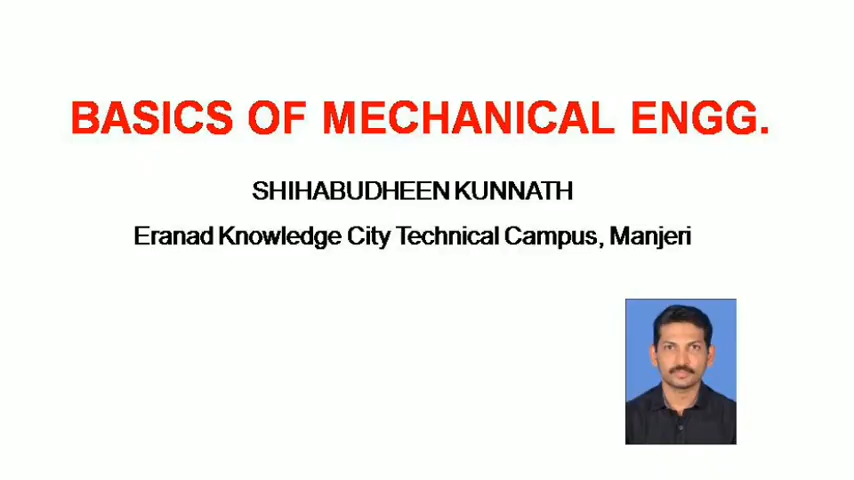 BASICS OF MECHANICAL ENGG.
SHIHABUDHEEN KUNNATH
Eranad Knowledge City Technical Campus, Manjeri